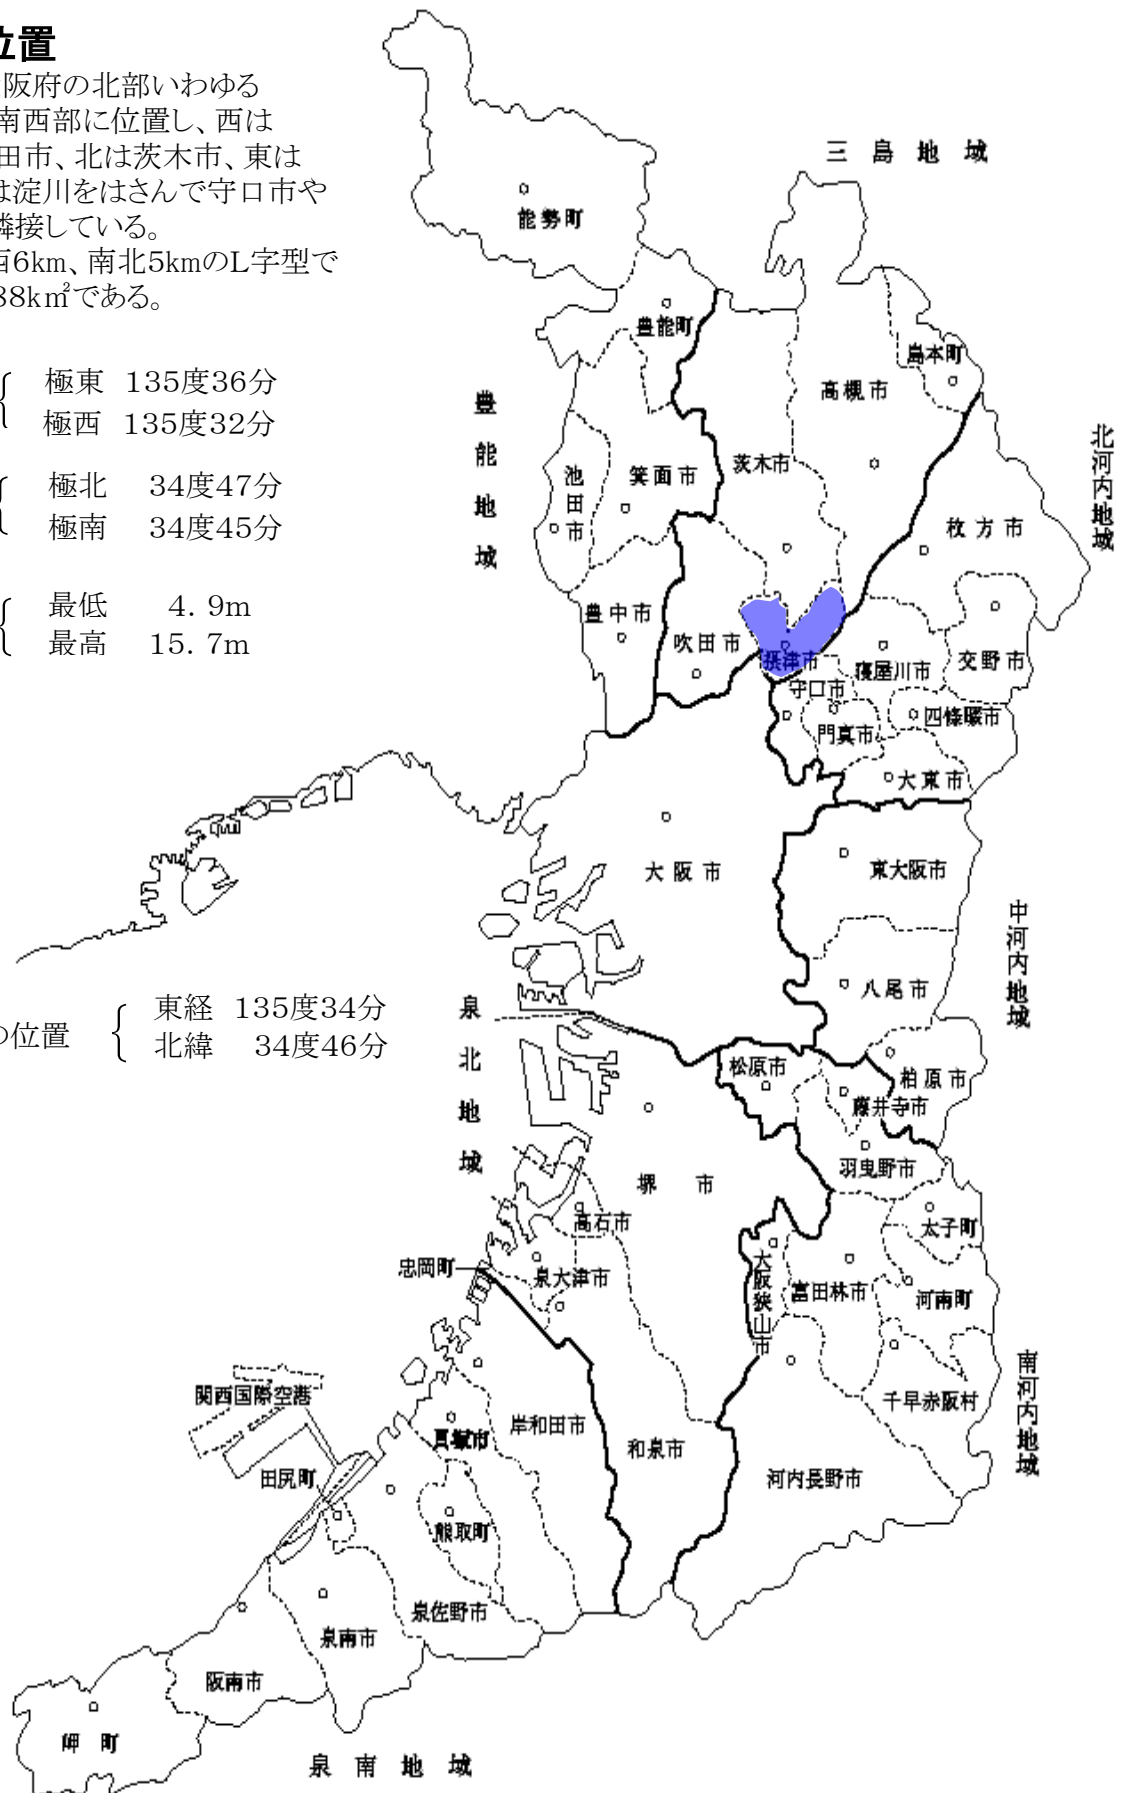 位置
阪府の北部いわゆる
南西部に位置し、西は
田市、北は茨木市、東は
は淀川をはさんで守口市や
隣接している。
西6km、南北5kmのL字型で
88k㎡である。
極東 135度36分
極西 135度32分
極北 34度47分
極南 34度45分
最低 4.9m
最高 15.7m
の位置
東経 135度34分
北緯 34度46分
三島地域
能勢町
豊能町
島本町
高槻市
豊能地域
北河内地域
茨木市
池田市
箕面市
枚方市
豊中市
吹田市
摂津市
寝屋川市
交野市
守口市
門真市
四條畷市
大東市
大阪市
東大阪市
中河内地域
八尾市
泉北地域
松原市
柏原市
藤井寺市
羽曳野市
堺市
高石市
太子町
忠岡町
泉大津市
大阪狭山市
富田林市
河南町
南河内地域
関西国際空港
千早赤阪村
岸和田市
貝塚市
和泉市
河内長野市
田尻町
熊取町
泉佐野市
泉南市
阪南市
岬町
泉南地域